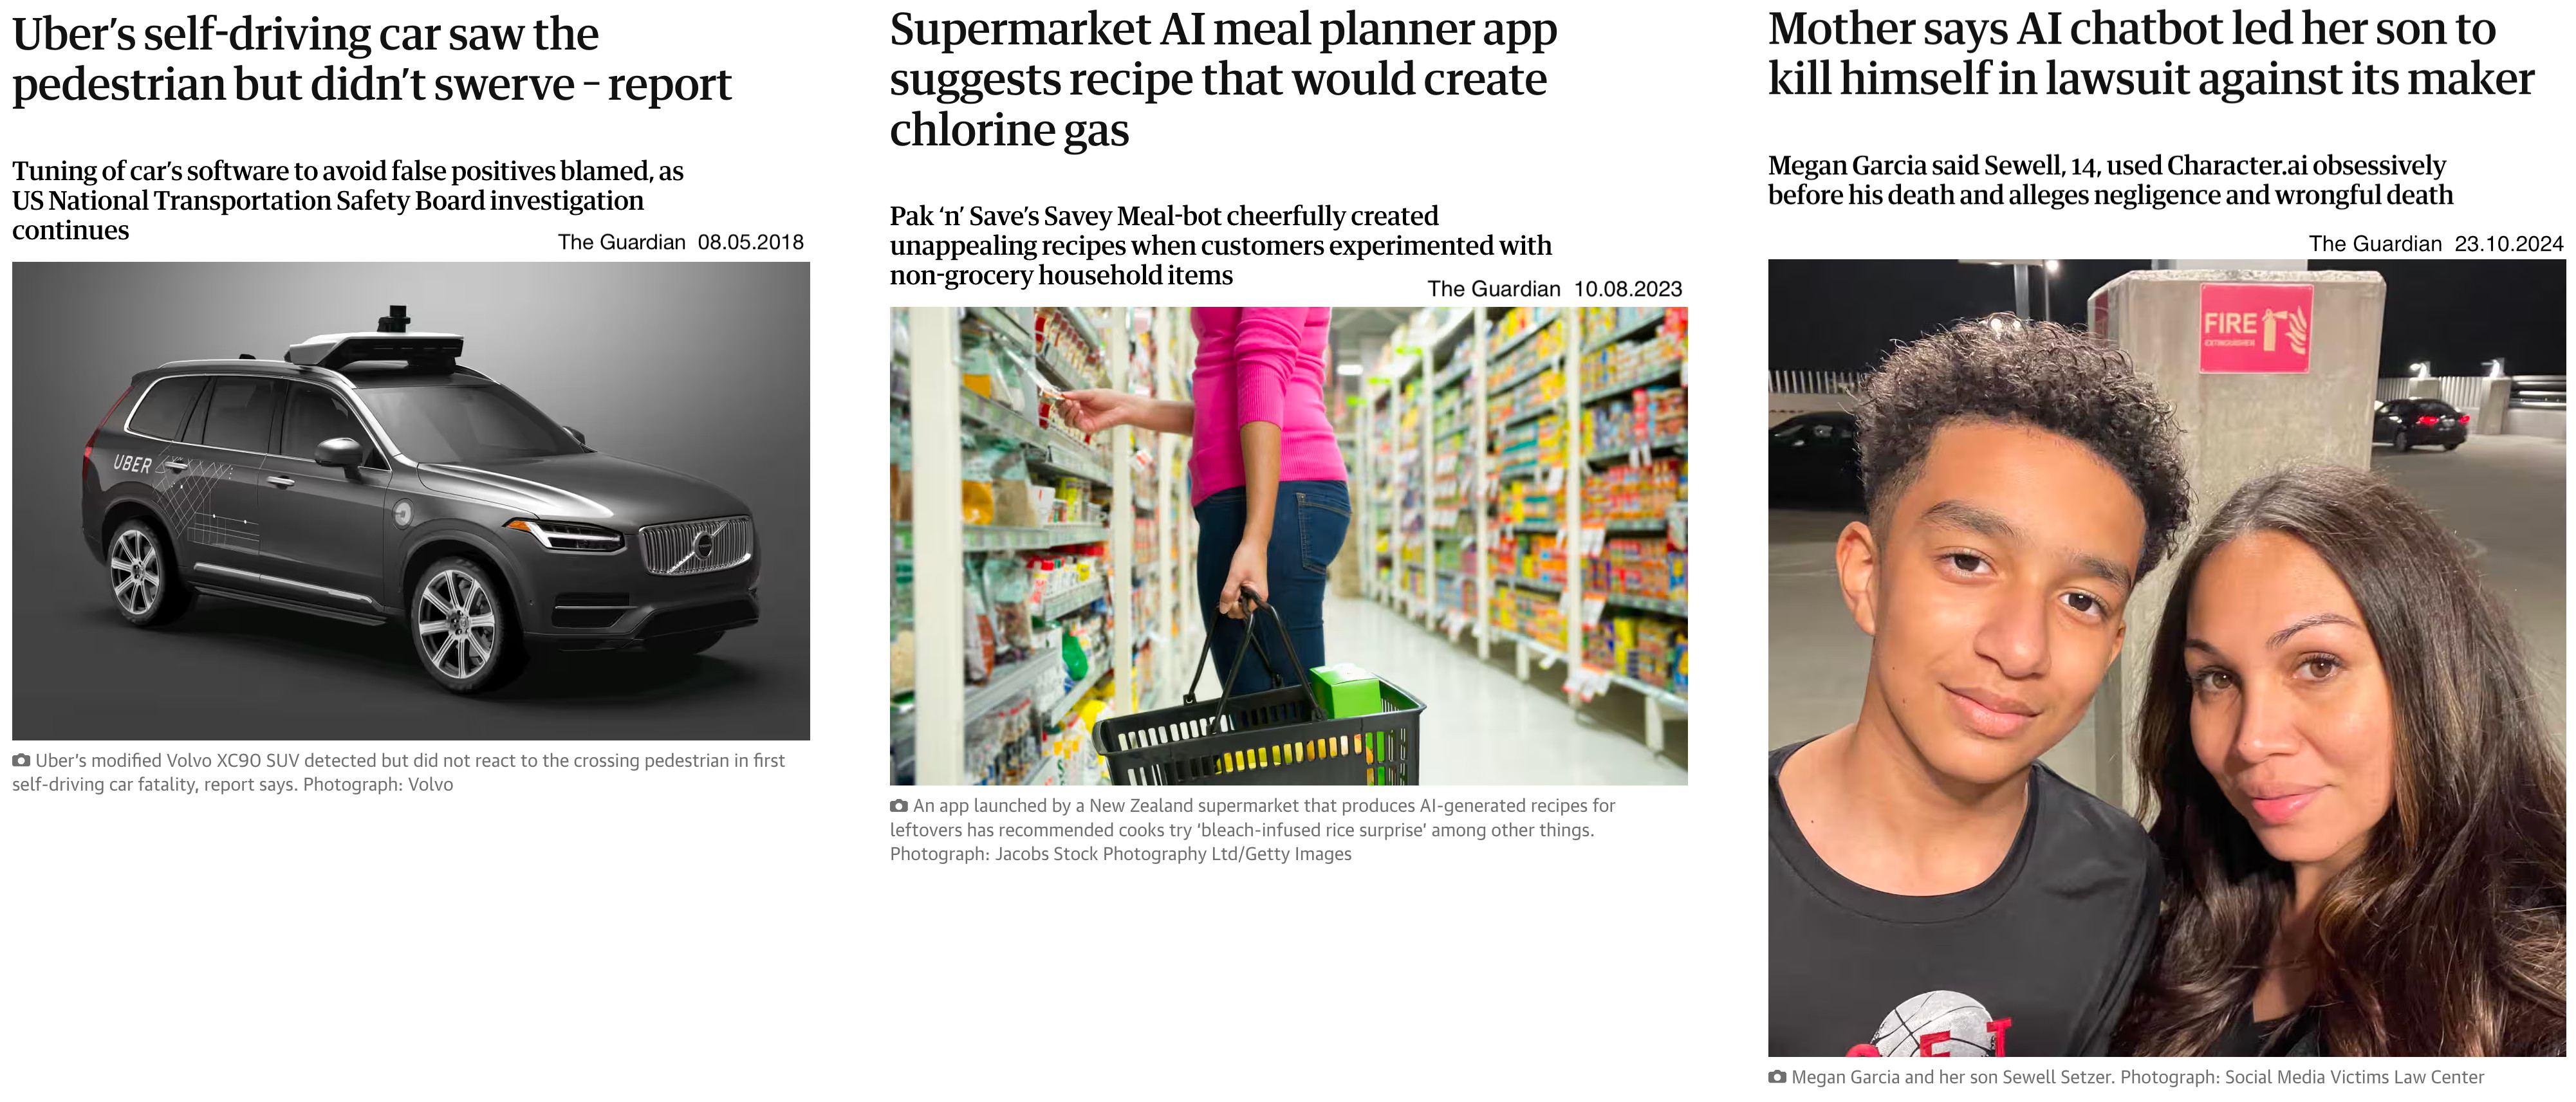 Uber’s self-driving car saw the
pedestrian but didn’t swerve – report
Tuning of car’s software to avoid false positives blamed, as
US National Transportation Safety Board investigation
continues
The Guardian 08.05.2018
UBER
Uber’s modified Volvo XC90 SUV detected but did not react to the crossing pedestrian in first
self-driving car fatality, report says. Photograph: Volvo
Supermarket AI meal planner app
suggests recipe that would create
chlorine gas
Pak ‘n’ Save’s Savey Meal-bot cheerfully created
unappealing recipes when customers experimented with
non-grocery household items
The Guardian 10.08.2023
An app launched by a New Zealand supermarket that produces AI-generated recipes for
leftovers has recommended cooks try ‘bleach-infused rice surprise’ among other things.
Photograph: Jacobs Stock Photography Ltd/Getty Images
Mother says AI chatbot led her son to
kill himself in lawsuit against its maker
Megan Garcia said Sewell, 14, used Character.ai obsessively
before his death and alleges negligence and wrongful death
The Guardian 23.10.2024
FIRE
EXTINGUISHER
Megan Garcia and her son Sewell Setzer. Photograph: Social Media Victims Law Center